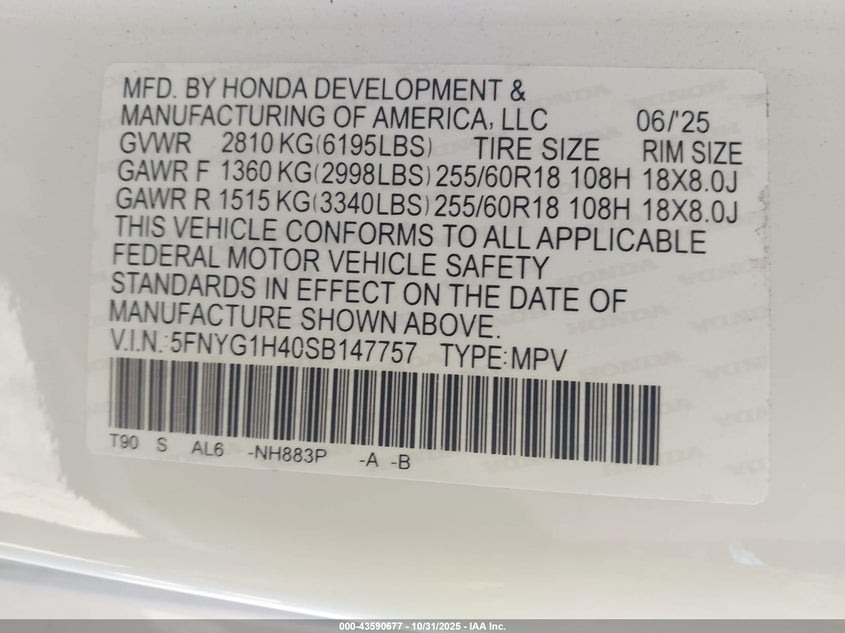 MFD. BY HONDA DEVELOPMENT &
MANUFACTURING OF AMERICA, LLC 06/'25
GVWR 2810 KG(6195LBS) TIRE SIZE RIM SIZE
GAWR F 1360 KG(2998LBS) 255/60R18 108H 18X8.0J
GAWR R 1515 KG(3340LBS) 255/60R18 108H 18X8.0J
THIS VEHICLE CONFORMS TO ALL APPLICABLE
FEDERAL MOTOR VEHICLE SAFETY
STANDARDS IN EFFECT ON THE DATE OF
MANUFACTURE SHOWN ABOVE.
V.I.N.:5FNYG1H40SB147757 TYPE:MPV
T90 S AL6 -NH883P -A -B
000-43590677 - 10/31/2025 - IAA Inc.